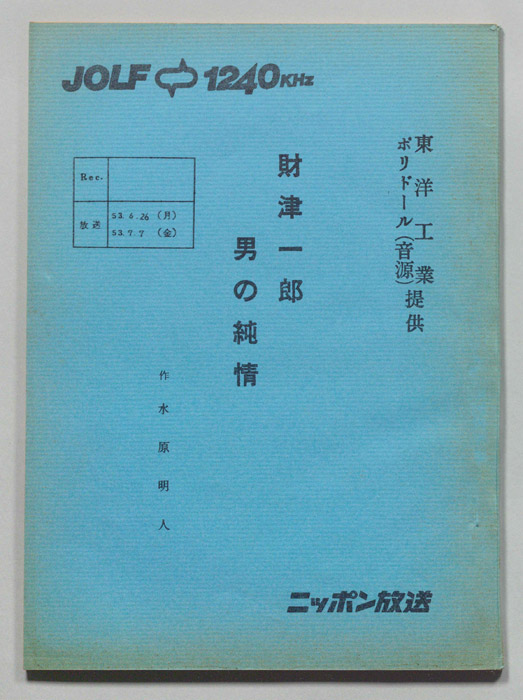 JOLF 1240KHz
東洋工業
ポリドール(音源)提供
財津一郎
男の純情
Rec.
放送
53.6.26(月)
53.7.7(金)
作 水原明人
ニッポン放送